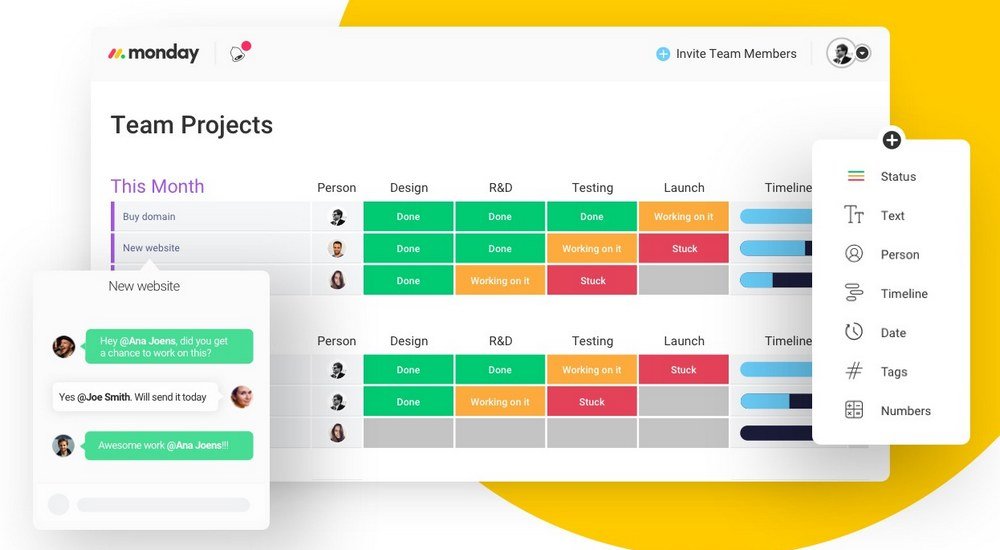 monday
Invite Team Members
Team Projects
This Month Person Design R&D Testing Launch Timeline
Buy domain Done Done Done Working on it
New website Done Done Working on it Stuck
Done Working on it Stuck
Person Design R&D Testing Launch Timeline
Done Done Working on it Stuck
Done Working on it Stuck
New website
Hey @Ana Joens, did you get
a chance to work on this?
Yes @Joe Smith. Will send it today
Awesome work @Ana Joens!!!
Status
Text
Person
Timeline
Date
Tags
Numbers